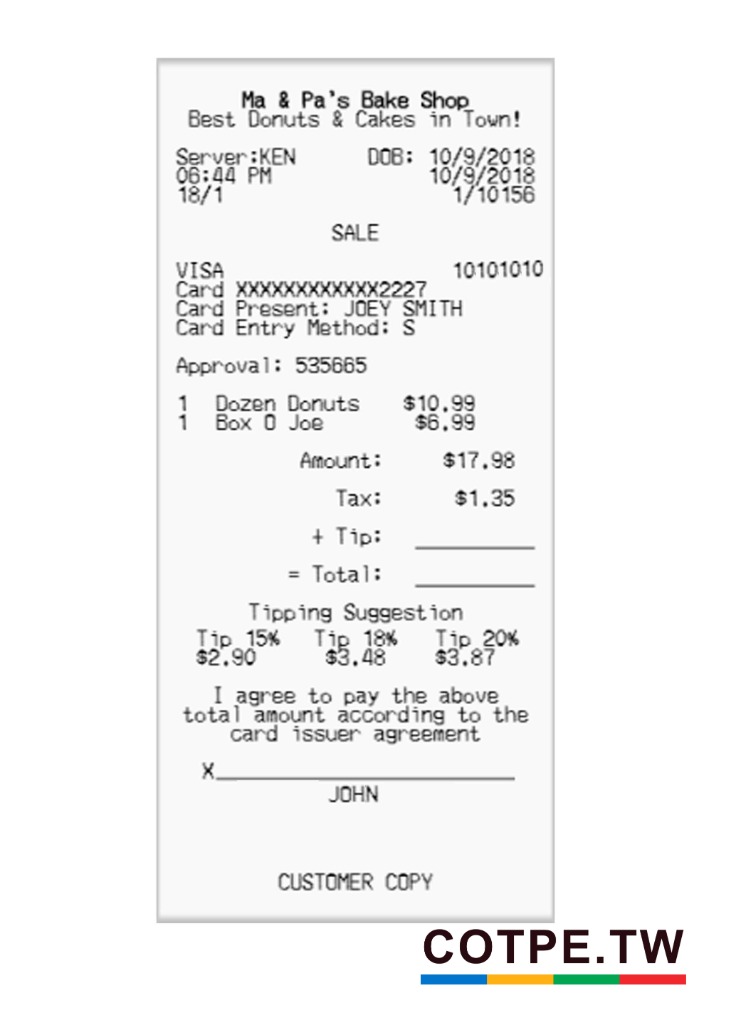 Ma & Pa's Bake Shop
Best Donuts & Cakes in Town!
Server:KEN DOB: 10/9/2018
06:44 PM 10/9/2018
18/1 1/10156
SALE
VISA 10101010
Card XXXXXXXXXXXX2227
Card Present: JOEY SMITH
Card Entry Method: S
Approval: 535665
1 Dozen Donuts $10.99
1 Box O Joe $6.99
Amount: $17.98
Tax: $1.35
+ Tip: __________
= Total: __________
Tipping Suggestion
Tip 15% Tip 18% Tip 20%
$2.90 $3.48 $3.87
I agree to pay the above
total amount according to the
card issuer agreement
X_________________________
JOHN
CUSTOMER COPY
COTPE.TW